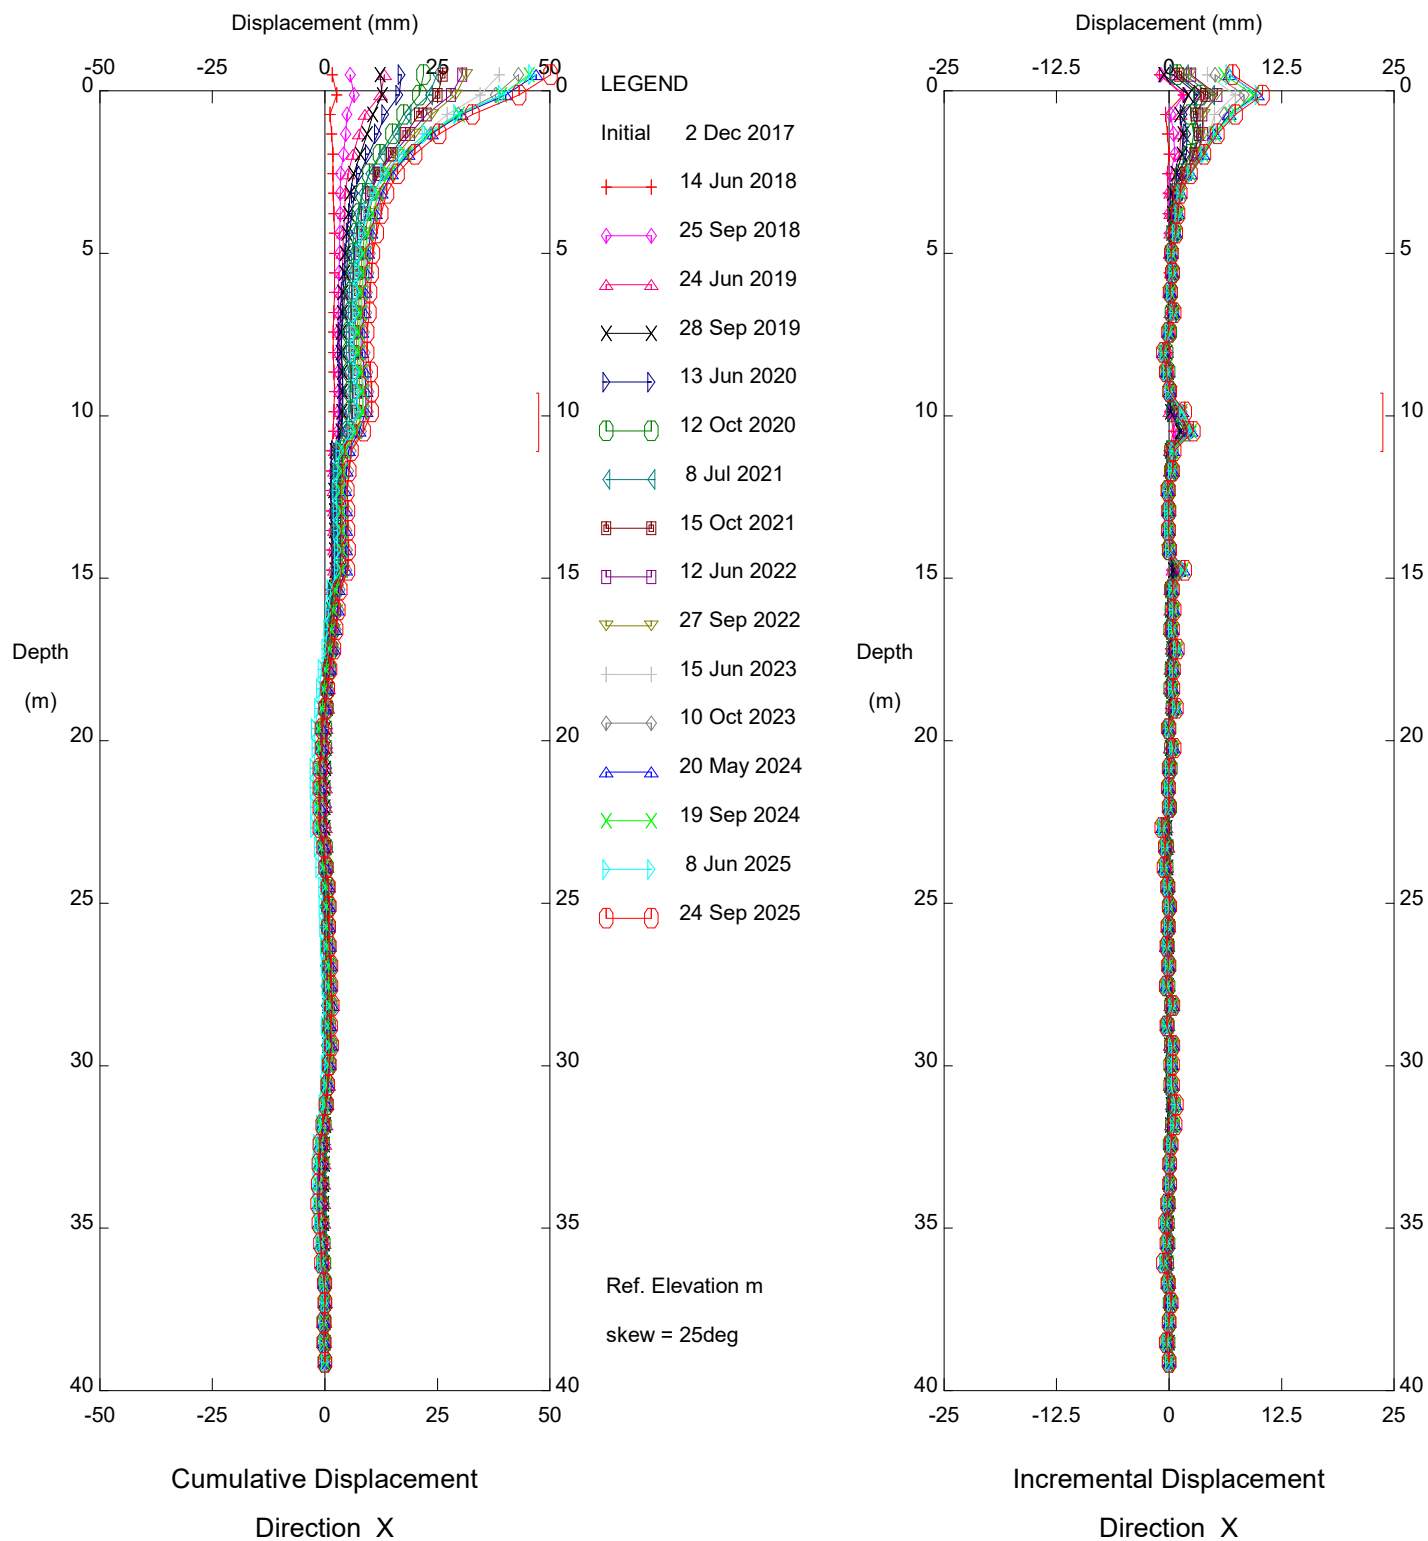 Displacement (mm)
-50 -25 0 25 50
0 0
5 5
10 10
15 15
Depth
(m)
20 20
25 25
30 30
35 35
40 40
-50 -25 0 25 50
Cumulative Displacement
Direction X
LEGEND
Initial 2 Dec 2017
14 Jun 2018
25 Sep 2018
24 Jun 2019
28 Sep 2019
13 Jun 2020
12 Oct 2020
8 Jul 2021
15 Oct 2021
12 Jun 2022
27 Sep 2022
15 Jun 2023
10 Oct 2023
20 May 2024
19 Sep 2024
8 Jun 2025
24 Sep 2025
Ref. Elevation m
skew = 25deg
Displacement (mm)
-25 -12.5 0 12.5 25
0 0
5 5
10 10
15 15
Depth
(m)
20 20
25 25
30 30
35 35
40 40
-25 -12.5 0 12.5 25
Incremental Displacement
Direction X